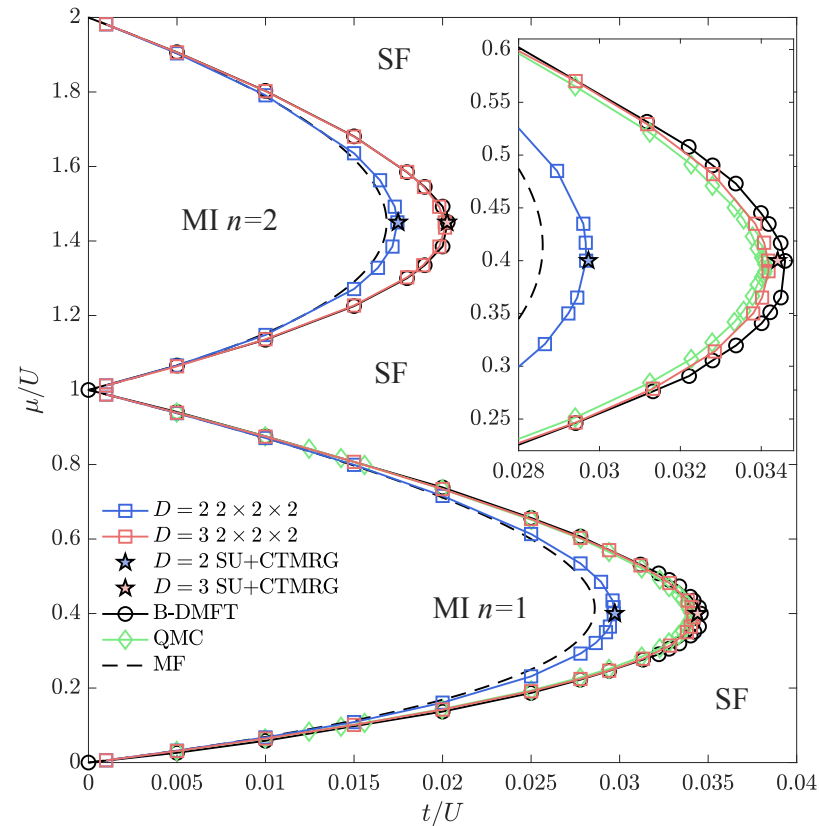 2
1.8
1.6
1.4
1.2
1
0.8
0.6
0.4
0.2
0
μ/U
0
0.005
0.01
0.015
0.02
0.025
0.03
0.035
0.04
t/U
SF
MI n=2
SF
MI n=1
SF
D = 2 2 × 2 × 2
D = 3 2 × 2 × 2
D = 2 SU+CTMRG
D = 3 SU+CTMRG
B-DMFT
QMC
MF
0.6
0.55
0.5
0.45
0.4
0.35
0.3
0.25
0.028
0.03
0.032
0.034